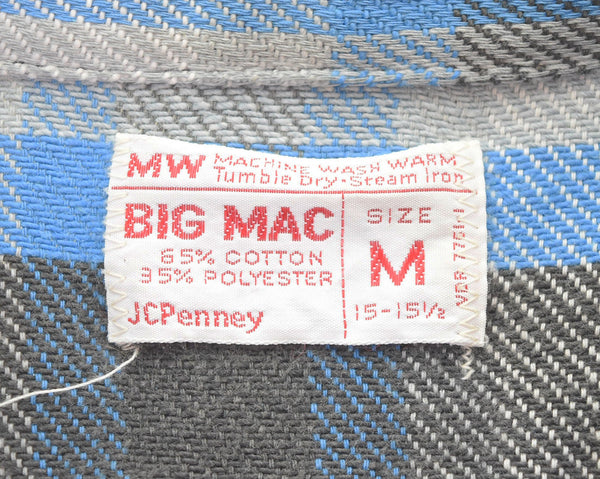 MW MACHINE WASH WARM
Tumble Dry-Steam Iron
BIG MAC
65% COTTON
35% POLYESTER
JCPenney
SIZE
M
15-15½